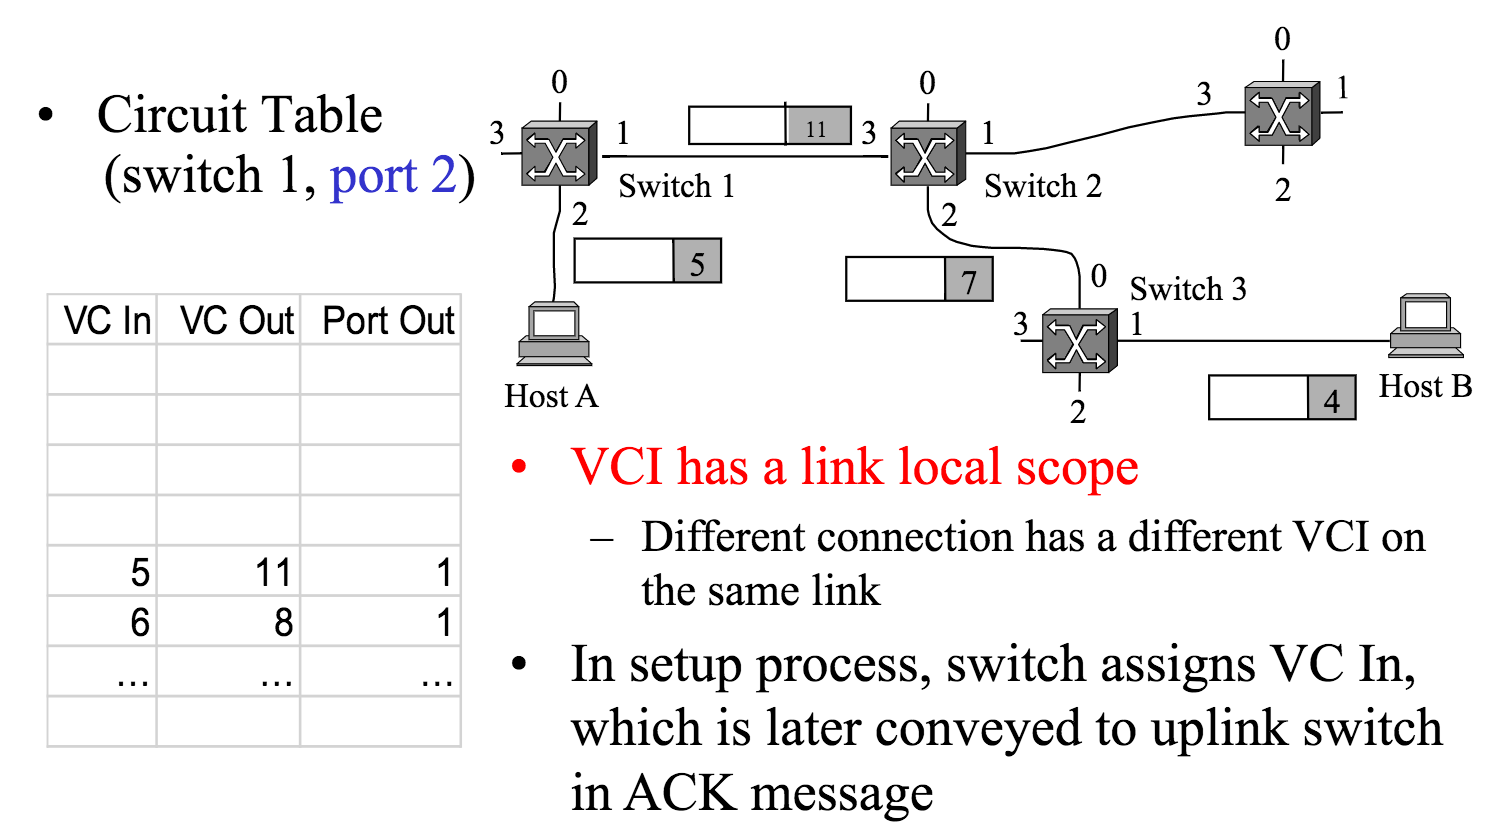 • Circuit Table
(switch 1, port 2)
VC In VC Out Port Out
5 11 1
6 8 1
... ... ...
0
3
1
2
Switch 1
11
0
3
1
2
Switch 2
0
3
1
2
5
7
0
Switch 3
3
1
2
4
Host A
Host B
• VCI has a link local scope
– Different connection has a different VCI on
the same link
• In setup process, switch assigns VC In,
which is later conveyed to uplink switch
in ACK message